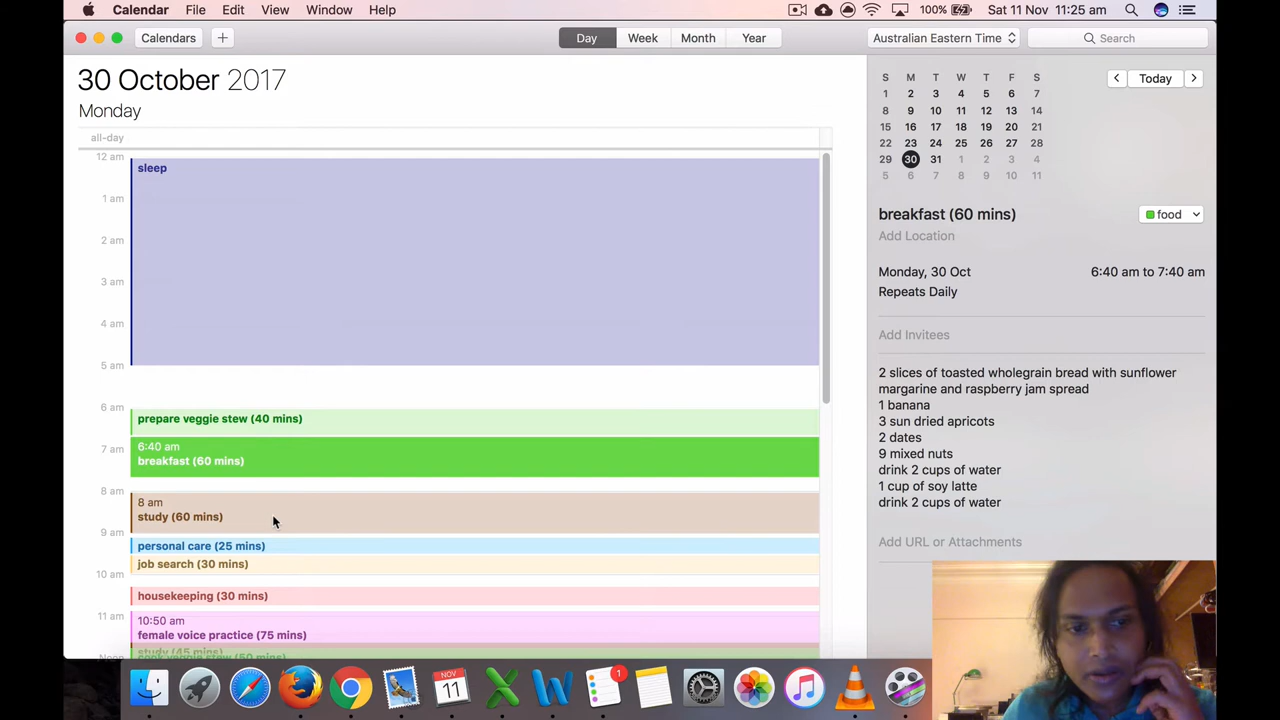 Calendar File Edit View Window Help 100% Sat 11 Nov 11:25 am
Calendars + Day Week Month Year Australian Eastern Time Search
30 October 2017
Monday
all-day
12 am
sleep
1 am
2 am
3 am
4 am
5 am
6 am
prepare veggie stew (40 mins)
6:40 am
7 am
breakfast (60 mins)
8 am
8 am
study (60 mins)
9 am
personal care (25 mins)
job search (30 mins)
10 am
housekeeping (30 mins)
11 am
10:50 am
female voice practice (75 mins)
study (45 mins)
cook veggie stew (50 mins)
Noon
S M T W T F S
1 2 3 4 5 6 7
8 9 10 11 12 13 14
15 16 17 18 19 20 21
22 23 24 25 26 27 28
29 30 31 1 2 3 4
5 6 7 8 9 10 11
< Today >
breakfast (60 mins) food
Add Location
Monday, 30 Oct 6:40 am to 7:40 am
Repeats Daily
Add Invitees
2 slices of toasted wholegrain bread with sunflower
margarine and raspberry jam spread
1 banana
3 sun dried apricots
2 dates
9 mixed nuts
drink 2 cups of water
1 cup of soy latte
drink 2 cups of water
Add URL or Attachments
NOV
11
1